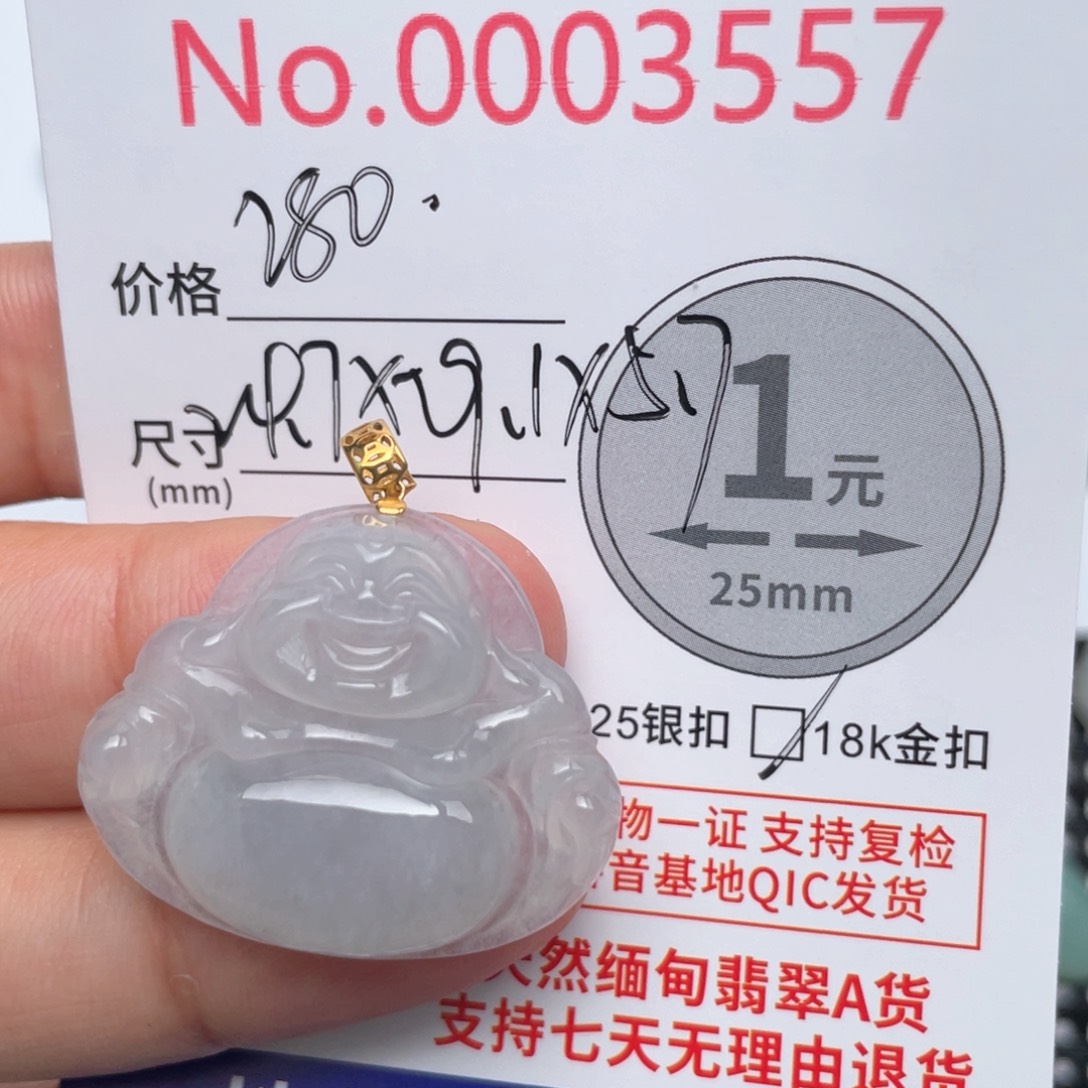 No.0003557
价格 280.
尺寸
(mm)
1元
25mm
25银扣 18k金扣
物一证 支持复检
音基地QIC发货
天然缅甸翡翠A货
支持七天无理由退货